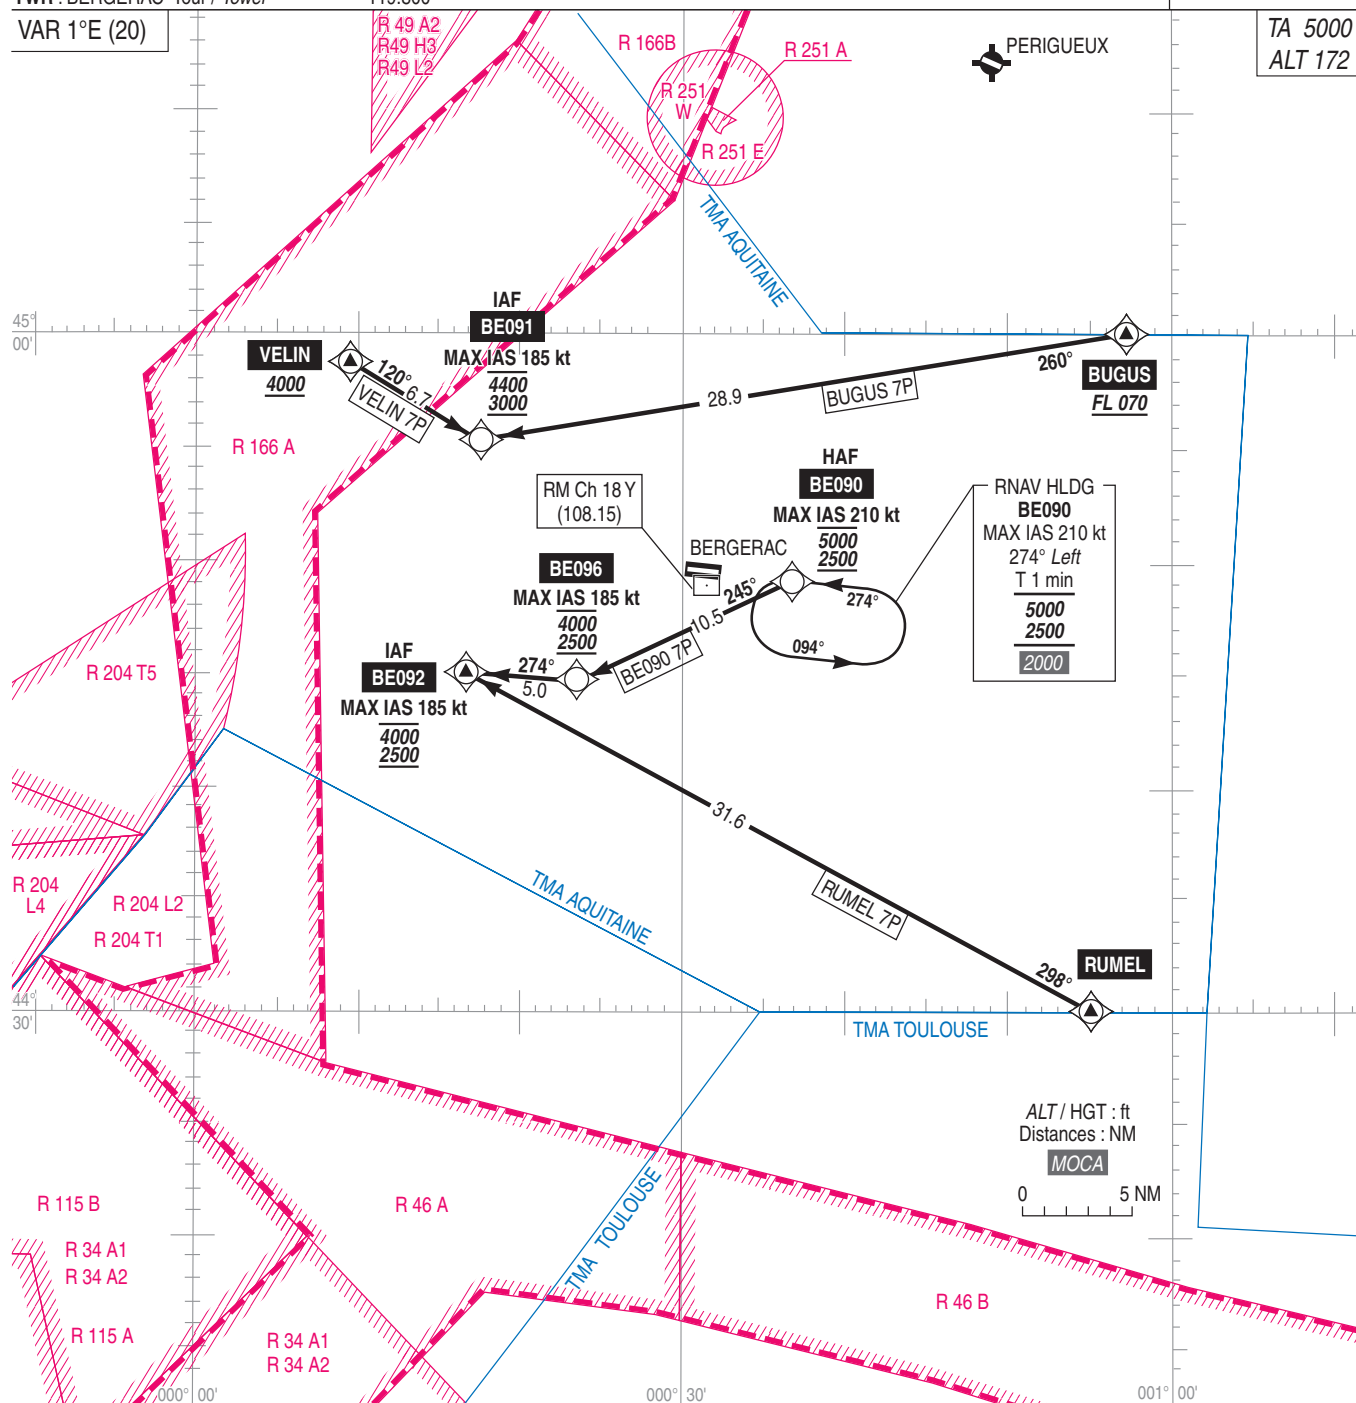 VAR 1°E (20)
TA 5000
ALT 172
R 49 A2
R49 H3
R49 L2
R 166B
R 251 A
R 251
W
R 251 E
PERIGUEUX
TMA AQUITAINE
45°
00'
IAF
BE091
MAX IAS 185 kt
4400
3000
VELIN
4000
120°
6.7
VELIN 7P
28.9
BUGUS 7P
260°
BUGUS
FL 070
R 166 A
RM Ch 18 Y
(108.15)
HAF
BE090
MAX IAS 210 kt
5000
2500
RNAV HLDG
BE090
MAX IAS 210 kt
274° Left
T 1 min
5000
2500
2000
BERGERAC
BE096
MAX IAS 185 kt
4000
2500
245°
10.5
BE090 7P
274°
094°
R 204 T5
IAF
BE092
MAX IAS 185 kt
4000
2500
274°
5.0
31.6
RUMEL 7P
298°
RUMEL
R 204
L4
R 204 L2
R 204 T1
TMA AQUITAINE
44°
30'
TMA TOULOUSE
ALT / HGT : ft
Distances : NM
MOCA
0 5 NM
R 115 B
R 34 A1
R 34 A2
R 115 A
R 46 A
TMA TOULOUSE
R 46 B
R 34 A1
R 34 A2
000° 00'
000° 30'
001° 00'